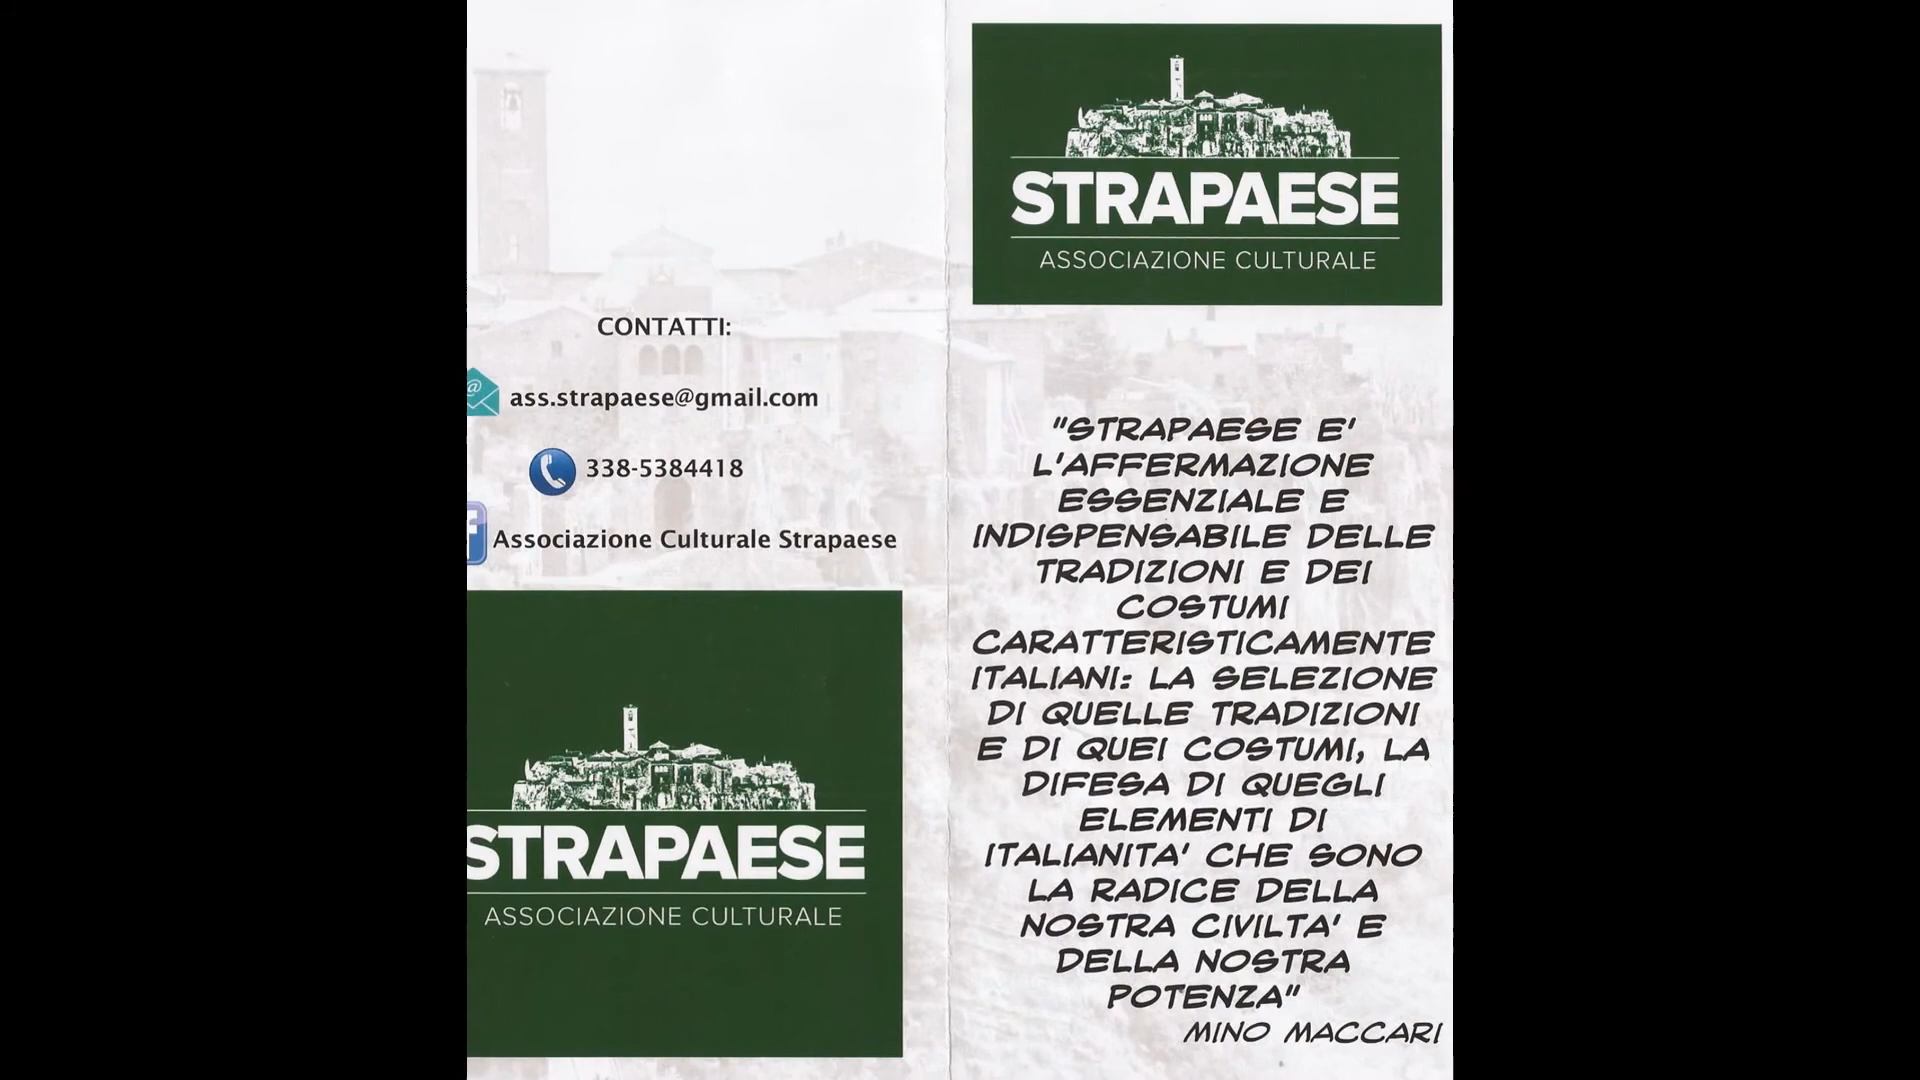 CONTATTI:
ass.strapaese@gmail.com
338-5384418
Associazione Culturale Strapaese
STRAPAESE
ASSOCIAZIONE CULTURALE
STRAPAESE
ASSOCIAZIONE CULTURALE
"STRAPAESE E'
L'AFFERMAZIONE
ESSENZIALE E
INDISPENSABILE DELLE
TRADIZIONI E DEI
COSTUMI
CARATTERISTICAMENTE
ITALIANI: LA SELEZIONE
DI QUELLE TRADIZIONI
E DI QUEI COSTUMI, LA
DIFESA DI QUEGLI
ELEMENTI DI
ITALIANITA' CHE SONO
LA RADICE DELLA
NOSTRA CIVILTA' E
DELLA NOSTRA
POTENZA"
MINO MACCARI